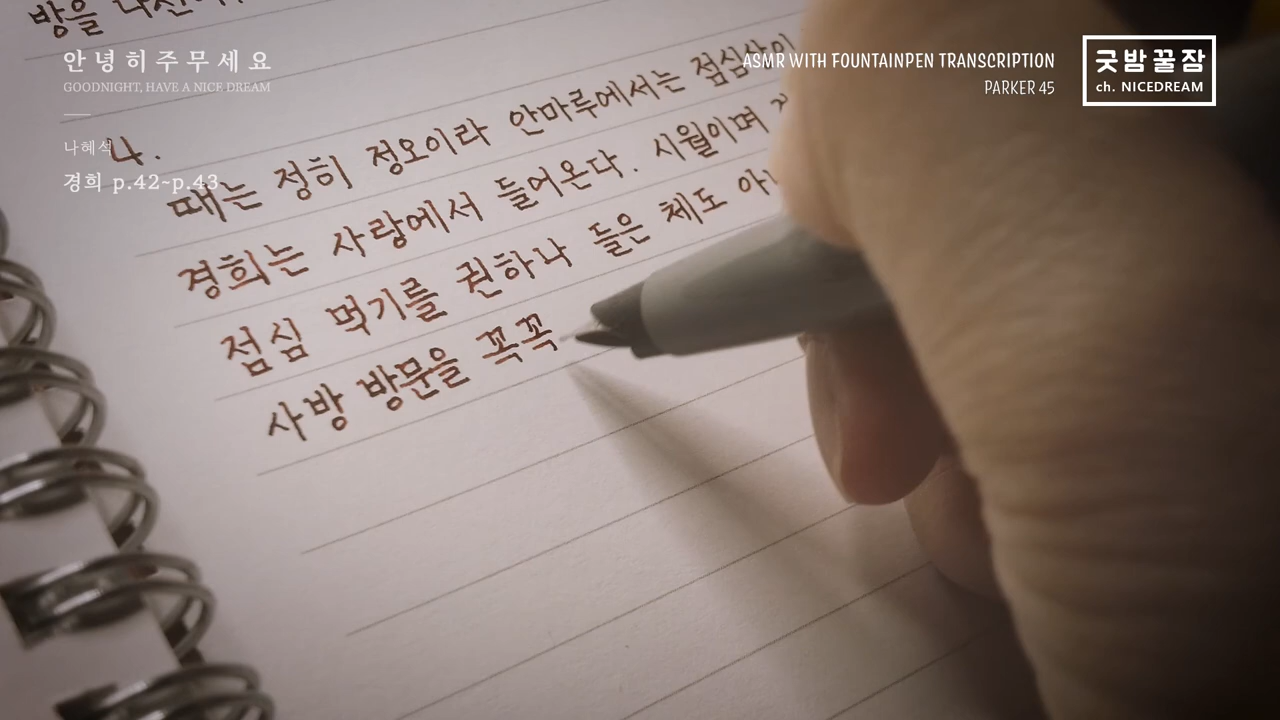 방을
안녕히주무세요
GOODNIGHT, HAVE A NICE DREAM
나혜석
경희 p.42~p.43
ASMR WITH FOUNTAINPEN TRANSCRIPTION
PARKER 45
굿밤꿀잠
ch. NICEDREAM
4.
때는 정히 정오이라 안마루에서는 점심상이
경희는 사랑에서 들어온다. 시월이며
점심 먹기를 권하나 들은 체도 아니
사방 방문을 꼭꼭